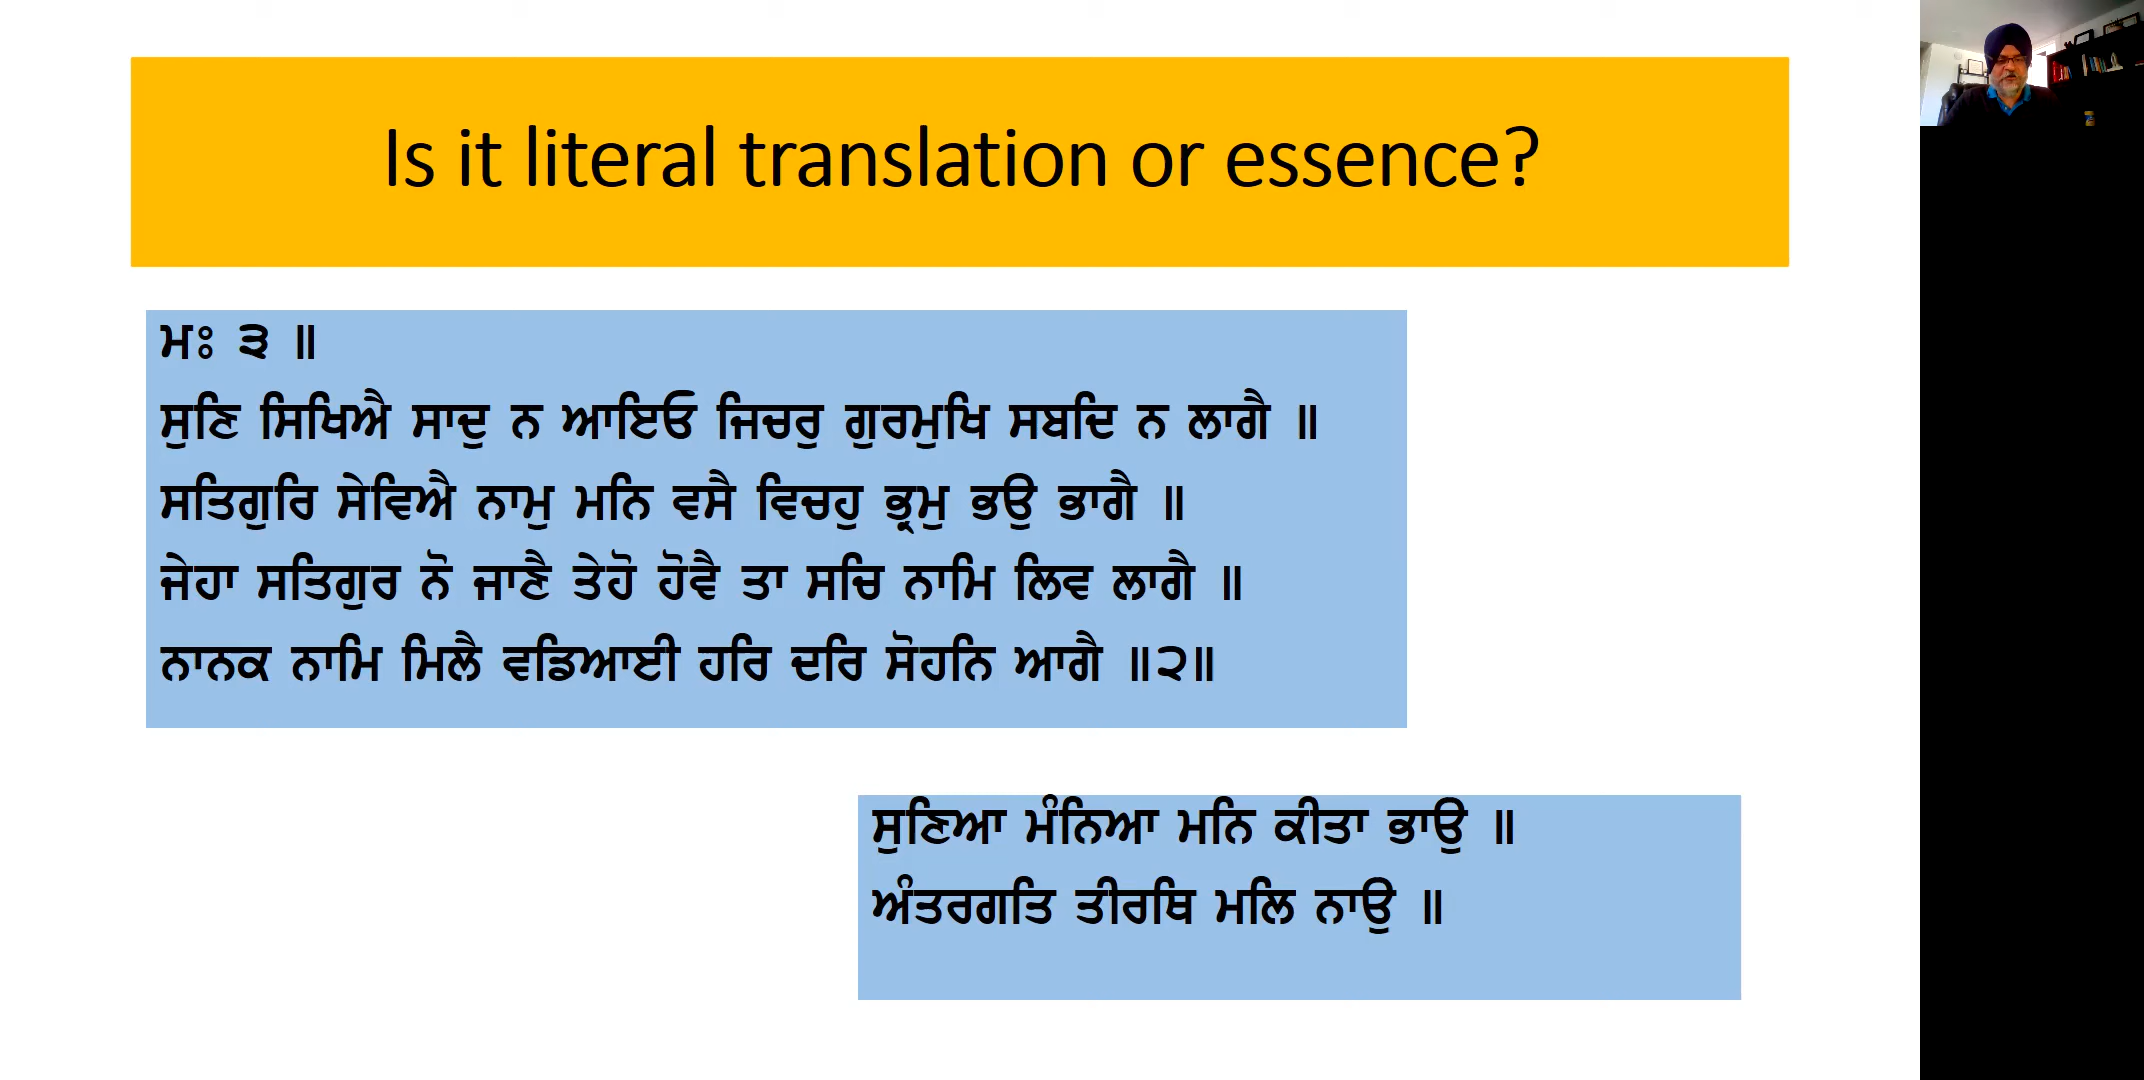 Is it literal translation or essence?
ਮਃ ੩ ॥
ਸੁਣਿ ਸਿਖਿਐ ਸਾਦੁ ਨ ਆਇਓ ਜਿਚਰੁ ਗੁਰਮੁਖਿ ਸਬਦਿ ਨ ਲਾਗੈ ॥
ਸਤਿਗੁਰਿ ਸੇਵਿਐ ਨਾਮੁ ਮਨਿ ਵਸੈ ਵਿਚਹੁ ਭ੍ਰਮੁ ਭਉ ਭਾਗੈ ॥
ਜੇਹਾ ਸਤਿਗੁਰ ਨੋ ਜਾਣੈ ਤੇਹੋ ਹੋਵੈ ਤਾ ਸਚਿ ਨਾਮਿ ਲਿਵ ਲਾਗੈ ॥
ਨਾਨਕ ਨਾਮਿ ਮਿਲੈ ਵਡਿਆਈ ਹਰਿ ਦਰਿ ਸੋਹਨਿ ਆਗੈ ॥੨॥
ਸੁਣਿਆ ਮੰਨਿਆ ਮਨਿ ਕੀਤਾ ਭਾਉ ॥
ਅੰਤਰਗਤਿ ਤੀਰਥਿ ਮਲਿ ਨਾਉ ॥